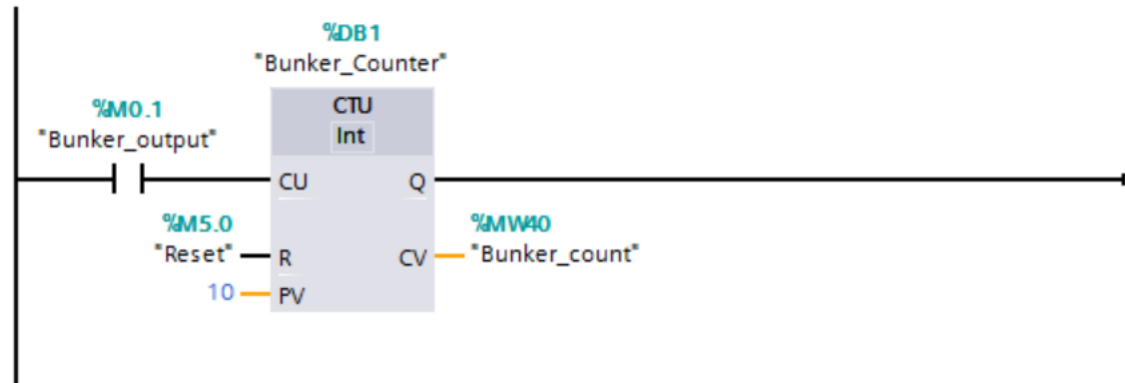 %DB1
"Bunker_Counter"
%M0.1
"Bunker_output"
CTU
Int
CU
Q
%M5.0
"Reset"
R
CV
%MW40
"Bunker_count"
10
PV